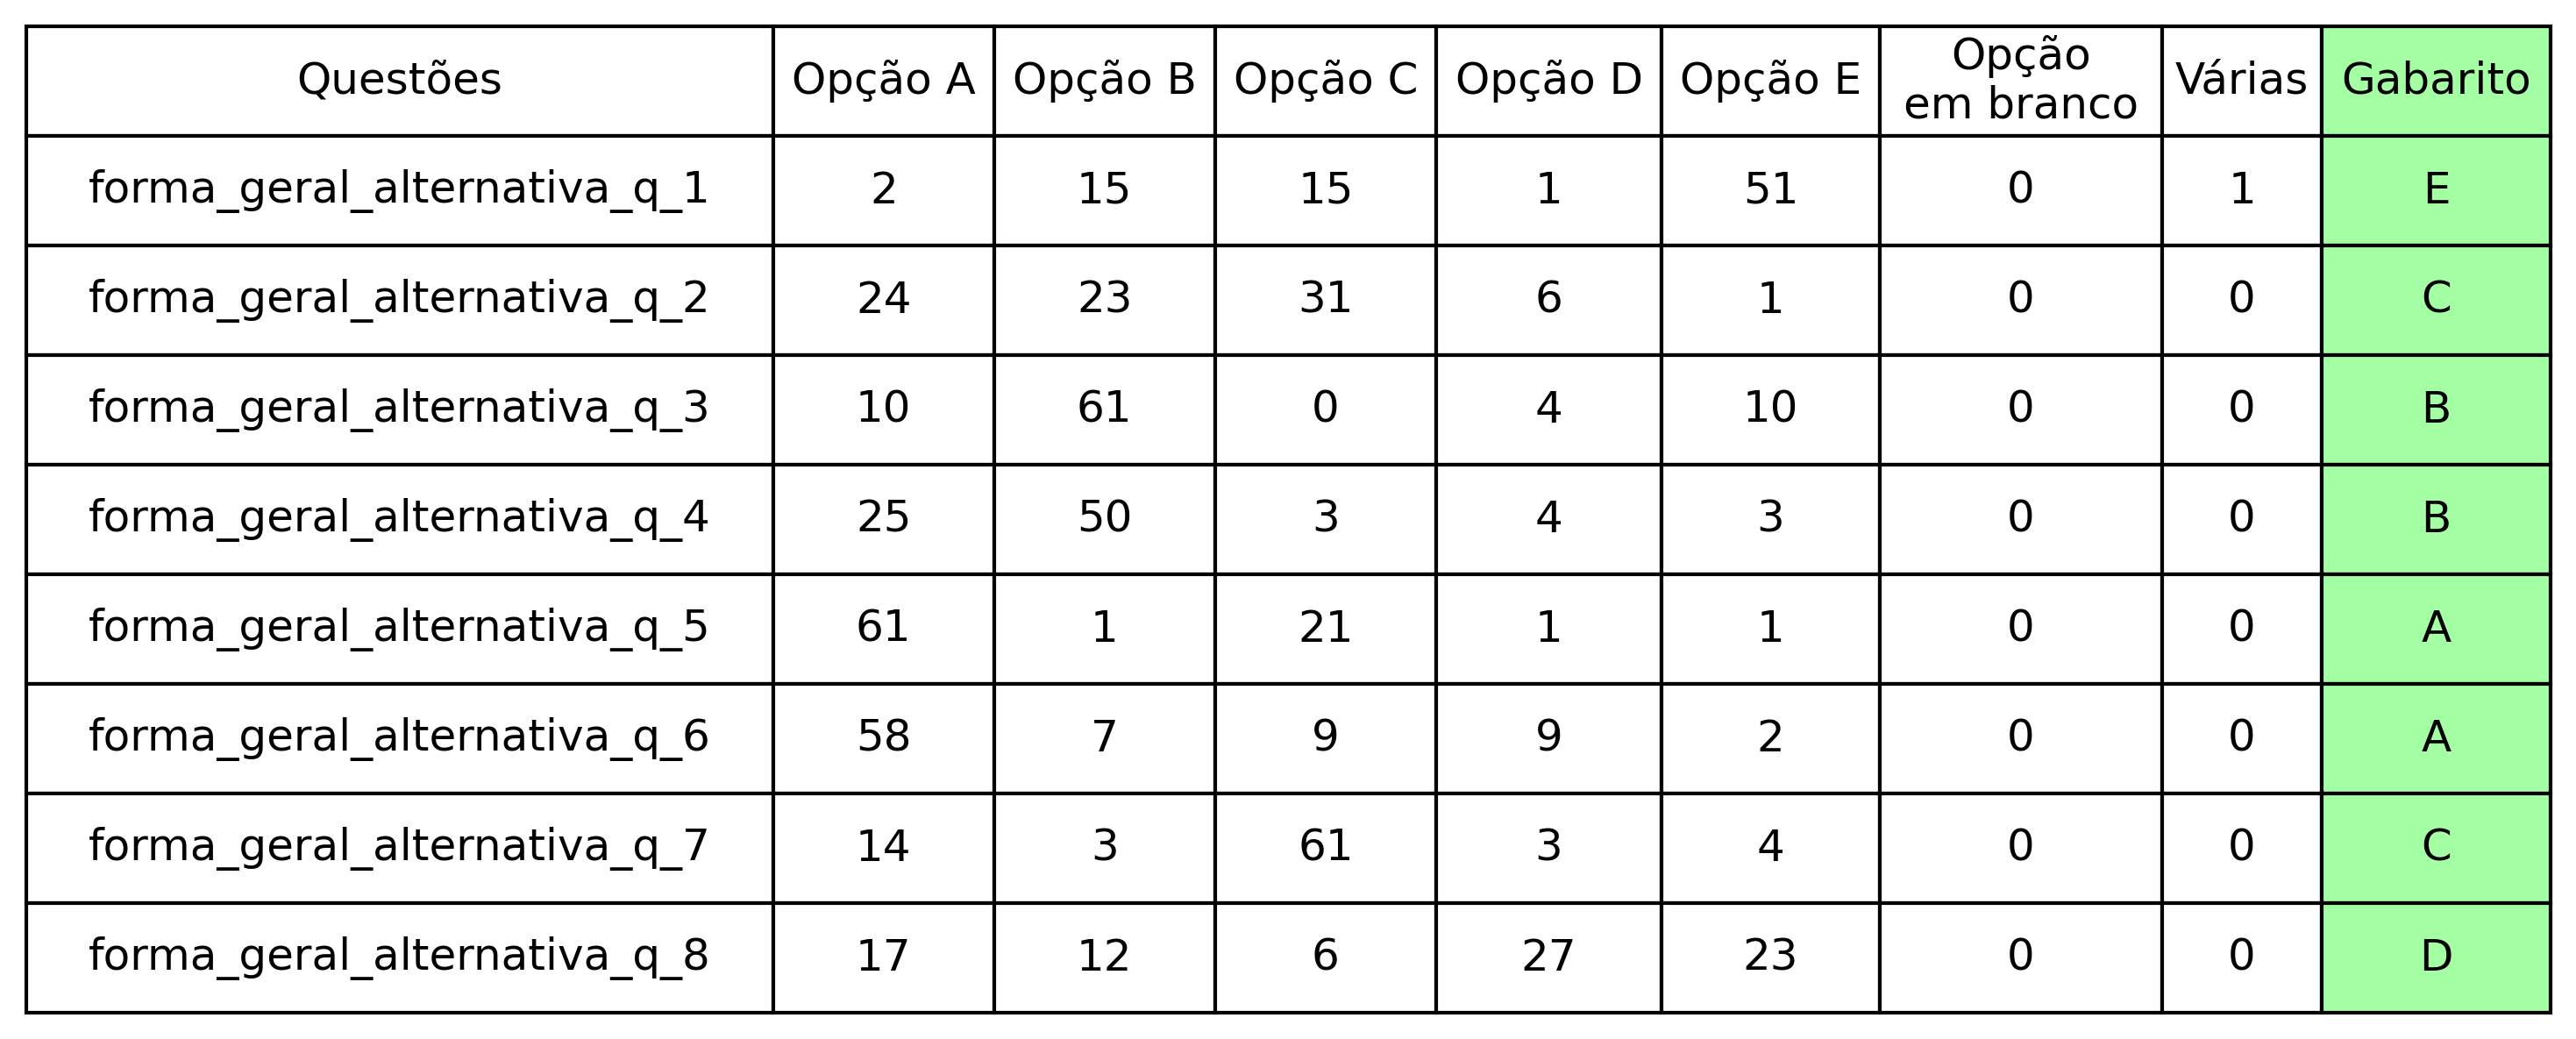 Questões Opção A Opção B Opção C Opção D Opção E Opção em branco Várias Gabarito
forma_geral_alternativa_q_1 2 15 15 1 51 0 1 E
forma_geral_alternativa_q_2 24 23 31 6 1 0 0 C
forma_geral_alternativa_q_3 10 61 0 4 10 0 0 B
forma_geral_alternativa_q_4 25 50 3 4 3 0 0 B
forma_geral_alternativa_q_5 61 1 21 1 1 0 0 A
forma_geral_alternativa_q_6 58 7 9 9 2 0 0 A
forma_geral_alternativa_q_7 14 3 61 3 4 0 0 C
forma_geral_alternativa_q_8 17 12 6 27 23 0 0 D